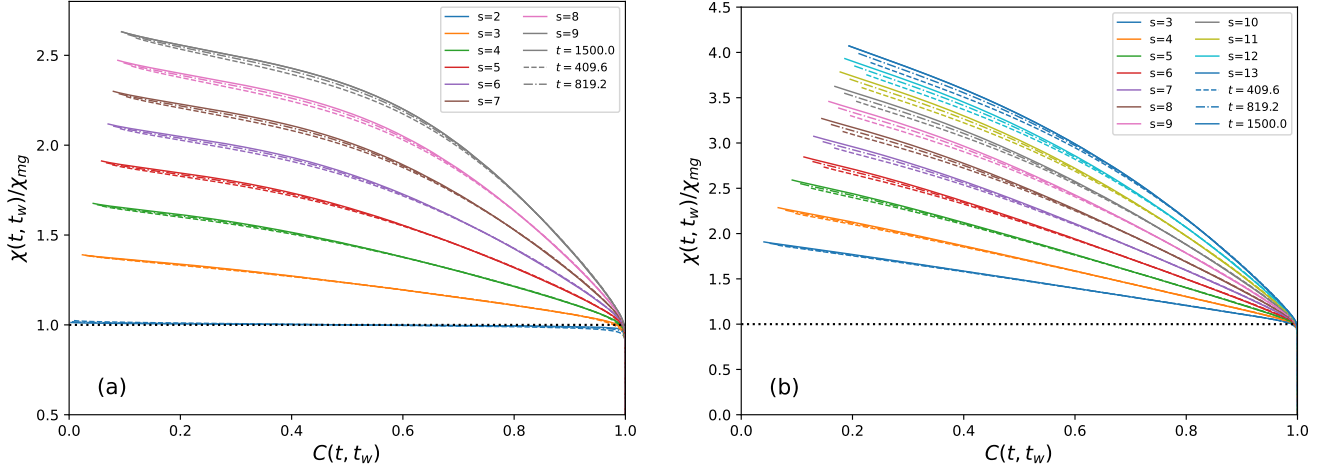 2.5
2.0
1.5
1.0
0.5
χ(t, t_w)/χ_mg
s=2
s=3
s=4
s=5
s=6
s=7
s=8
s=9
t = 1500.0
t = 409.6
t = 819.2
(a)
0.0 0.2 0.4 0.6 0.8 1.0
C(t, t_w)
4.5
4.0
3.5
3.0
2.5
2.0
1.5
1.0
0.5
0.0
χ(t, t_w)/χ_mg
s=3
s=4
s=5
s=6
s=7
s=8
s=9
s=10
s=11
s=12
s=13
t = 409.6
t = 819.2
t = 1500.0
(b)
0.0 0.2 0.4 0.6 0.8 1.0
C(t, t_w)